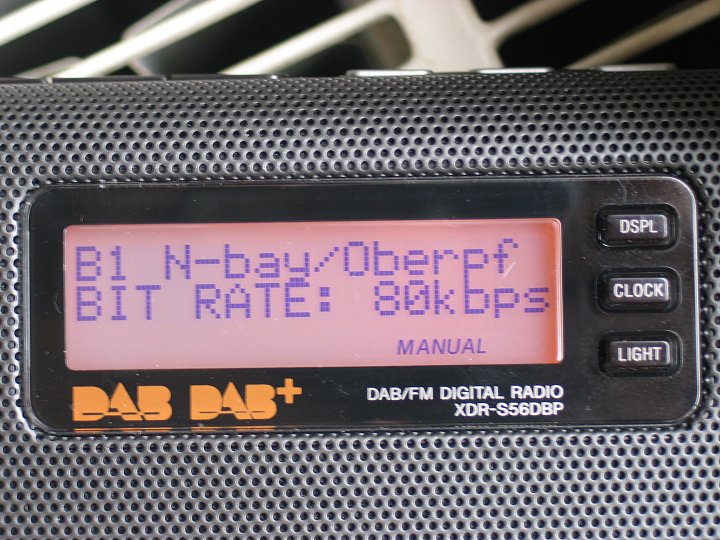 B1 N-bay/Oberpf
BIT RATE: 80kbps
MANUAL
DAB DAB+
DAB/FM DIGITAL RADIO
XDR-S56DBP
DSPL
CLOCK
LIGHT